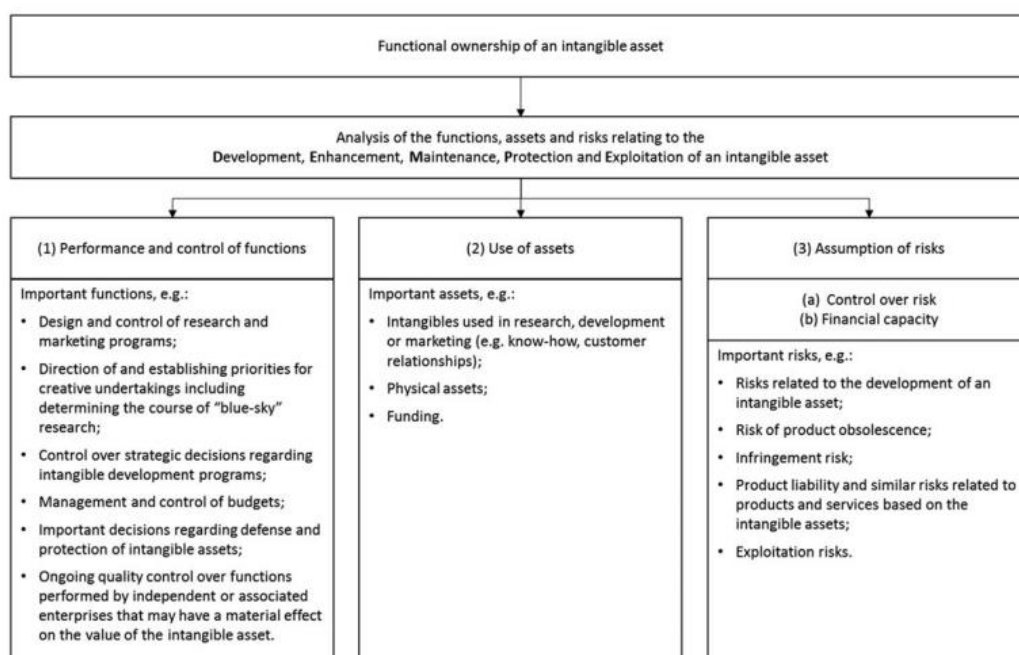 Functional ownership of an intangible asset
Analysis of the functions, assets and risks relating to the
Development, Enhancement, Maintenance, Protection and Exploitation of an intangible asset
(1) Performance and control of functions
Important functions, e.g.:
• Design and control of research and
marketing programs;
• Direction of and establishing priorities for
creative undertakings including
determining the course of “blue-sky”
research;
• Control over strategic decisions regarding
intangible development programs;
• Management and control of budgets;
• Important decisions regarding defense and
protection of intangible assets;
• Ongoing quality control over functions
performed by independent or associated
enterprises that may have a material effect
on the value of the intangible asset.
(2) Use of assets
Important assets, e.g.:
• Intangibles used in research, development
or marketing (e.g. know-how, customer
relationships);
• Physical assets;
• Funding.
(3) Assumption of risks
(a) Control over risk
(b) Financial capacity
Important risks, e.g.:
• Risks related to the development of an
intangible asset;
• Risk of product obsolescence;
• Infringement risk;
• Product liability and similar risks related to
products and services based on the
intangible assets;
• Exploitation risks.